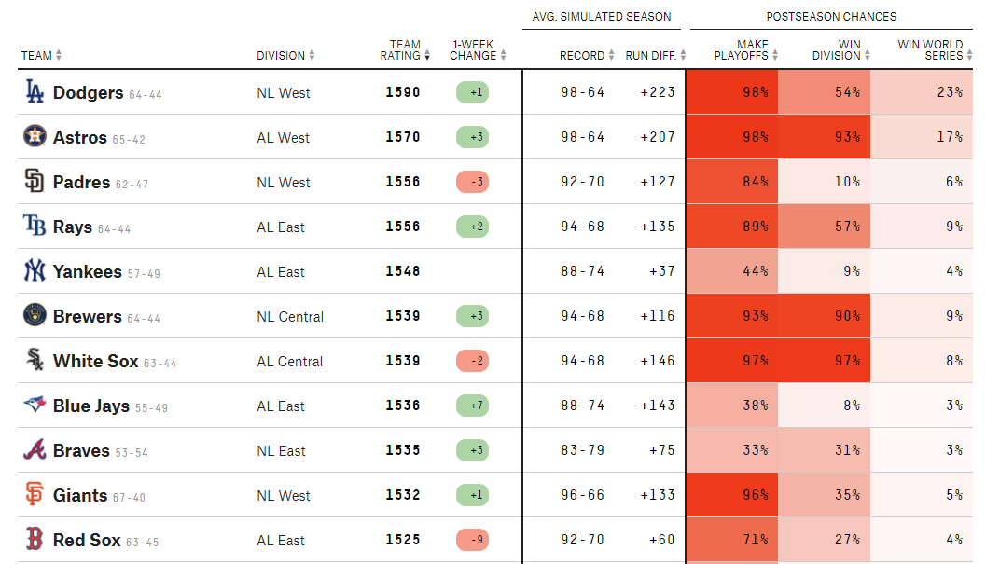 AVG. SIMULATED SEASON POSTSEASON CHANCES
TEAM DIVISION TEAM RATING 1-WEEK CHANGE RECORD RUN DIFF. MAKE PLAYOFFS WIN DIVISION WIN WORLD SERIES
Dodgers 64-44 NL West 1590 +1 98-64 +223 98% 54% 23%
Astros 65-42 AL West 1570 +3 98-64 +207 98% 93% 17%
Padres 62-47 NL West 1556 -3 92-70 +127 84% 10% 6%
Rays 64-44 AL East 1556 +2 94-68 +135 89% 57% 9%
Yankees 57-49 AL East 1548 88-74 +37 44% 9% 4%
Brewers 64-44 NL Central 1539 +3 94-68 +116 93% 90% 9%
White Sox 63-44 AL Central 1539 -2 94-68 +146 97% 97% 8%
Blue Jays 55-49 AL East 1536 +7 88-74 +143 38% 8% 3%
Braves 53-54 NL East 1535 +3 83-79 +75 33% 31% 3%
Giants 67-40 NL West 1532 +1 96-66 +133 96% 35% 5%
Red Sox 63-45 AL East 1525 -9 92-70 +60 71% 27% 4%